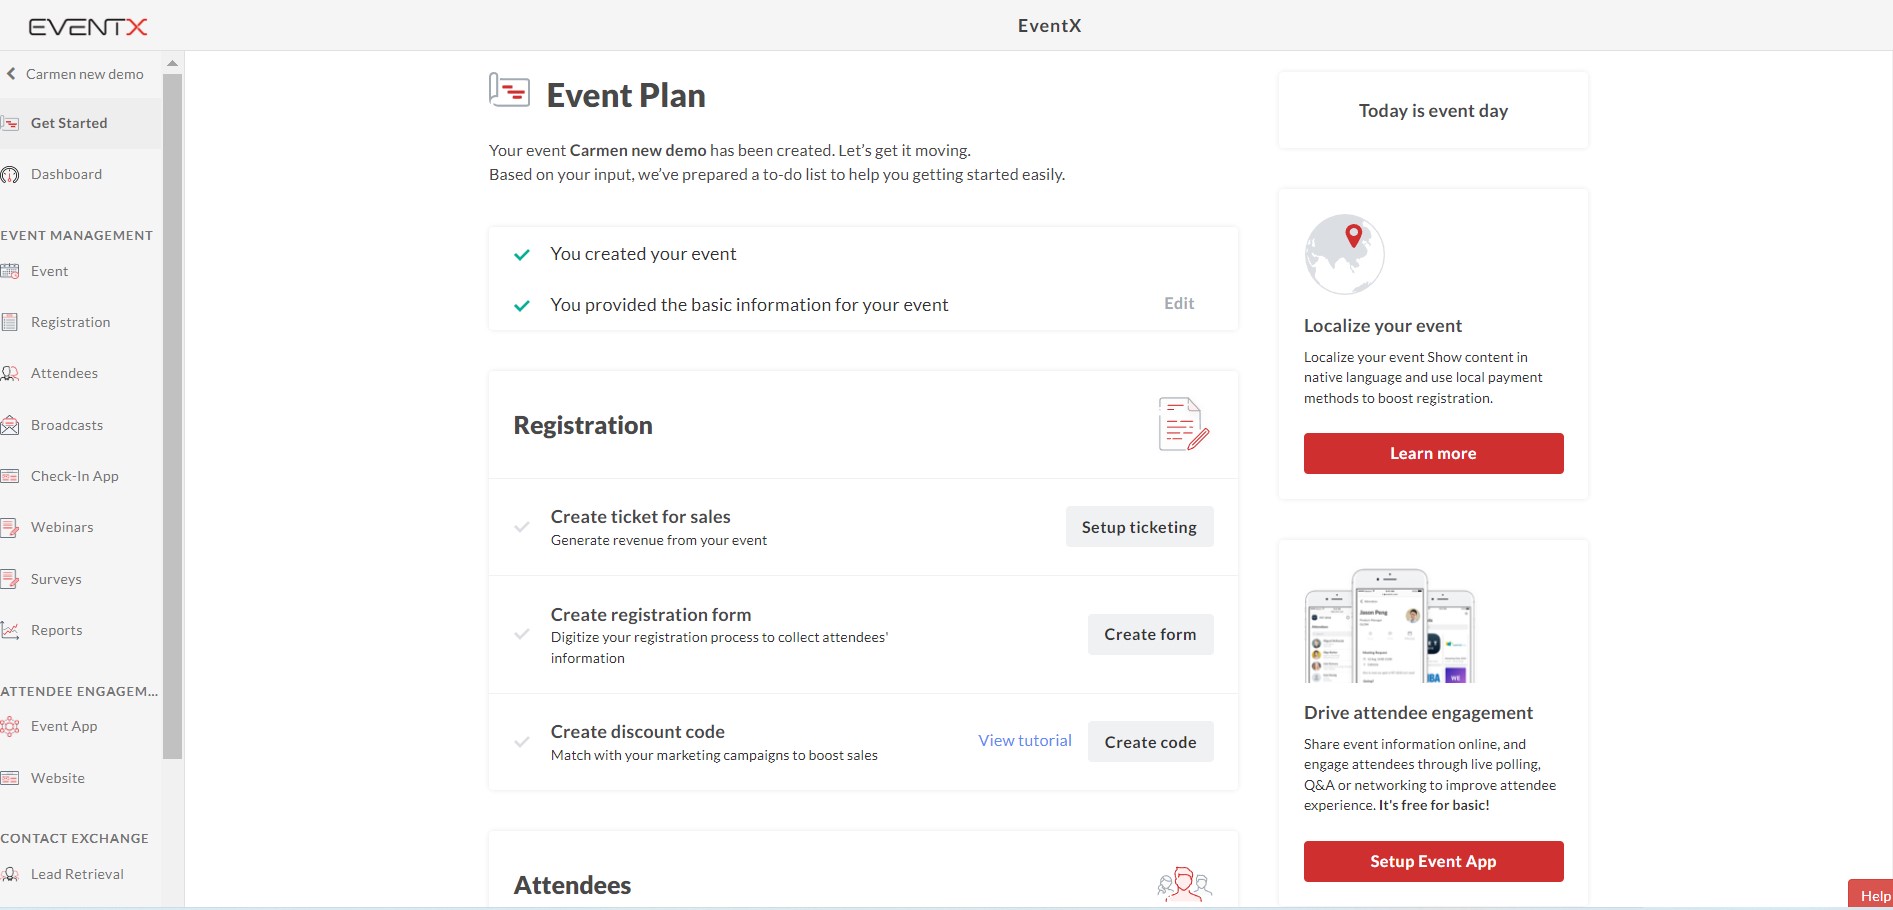 EVENTX
EventX
Carmen new demo
Get Started
Dashboard
EVENT MANAGEMENT
Event
Registration
Attendees
Broadcasts
Check-In App
Webinars
Surveys
Reports
ATTENDEE ENGAGEM...
Event App
Website
CONTACT EXCHANGE
Lead Retrieval
Event Plan
Your event Carmen new demo has been created. Let's get it moving.
Based on your input, we've prepared a to-do list to help you getting started easily.
You created your event
You provided the basic information for your event
Edit
Registration
Create ticket for sales
Generate revenue from your event
Setup ticketing
Create registration form
Digitize your registration process to collect attendees'
information
Create form
Create discount code
Match with your marketing campaigns to boost sales
View tutorial
Create code
Attendees
Today is event day
Localize your event
Localize your event Show content in
native language and use local payment
methods to boost registration.
Learn more
Jason Pong
Drive attendee engagement
Share event information online, and
engage attendees through live polling,
Q&A or networking to improve attendee
experience. It's free for basic!
Setup Event App
Help